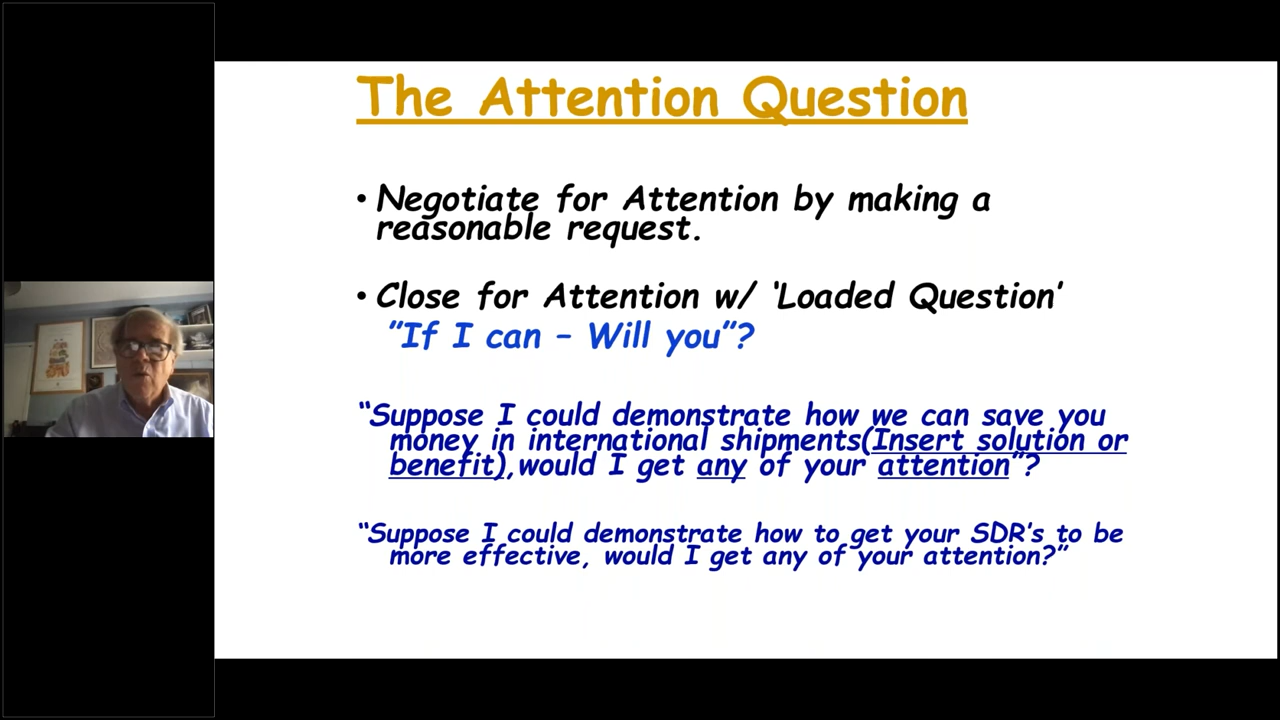 The Attention Question
• Negotiate for Attention by making a
reasonable request.
• Close for Attention w/ ‘Loaded Question’
”If I can – Will you”?
“Suppose I could demonstrate how we can save you
money in international shipments(Insert solution or
benefit),would I get any of your attention”?
“Suppose I could demonstrate how to get your SDR’s to be
more effective, would I get any of your attention?”